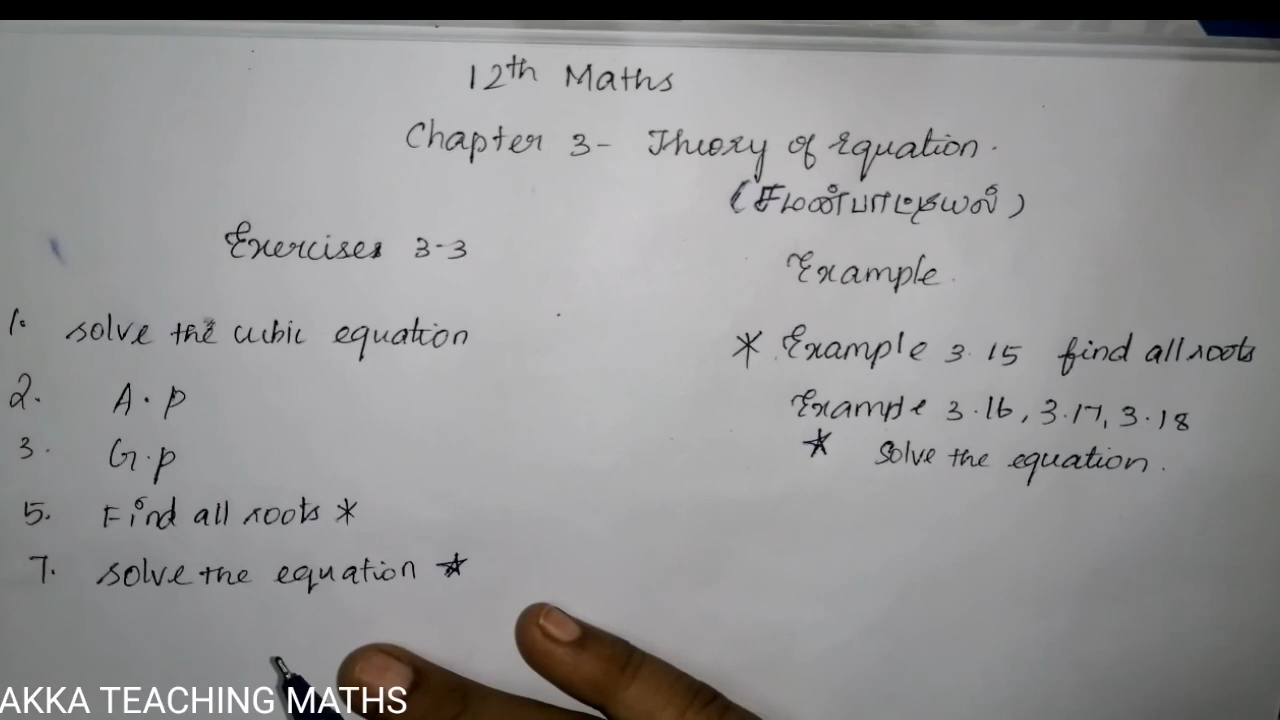 12th Maths
Chapter 3 - Theory of Equation.
(சமன்பாட்டியல்)
Exercises 3-3
1. solve the cubic equation
2. A.P
3. G.P
5. Find all roots *
7. solve the equation ☆
Example.
* Example 3.15 find all roots
Example 3.16, 3.17, 3.18
☆ Solve the equation.
AKKA TEACHING MATHS